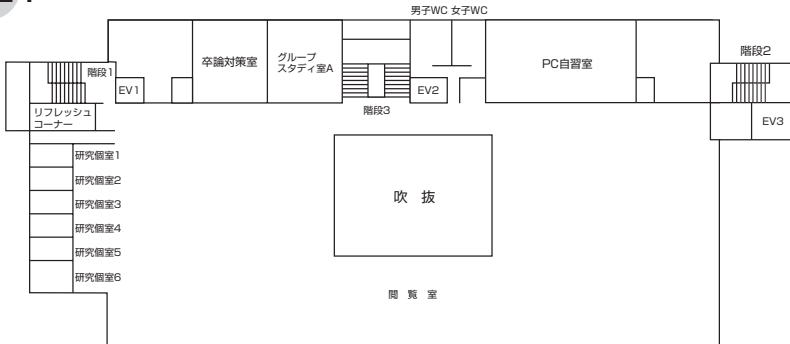 男子WC 女子WC
階段1
卒論対策室
グループ
スタディ室A
PC自習室
階段2
EV1
EV2
リフレッシュ
コーナー
階段3
EV3
研究個室1
研究個室2
研究個室3
研究個室4
研究個室5
研究個室6
吹 抜
閲 覧 室